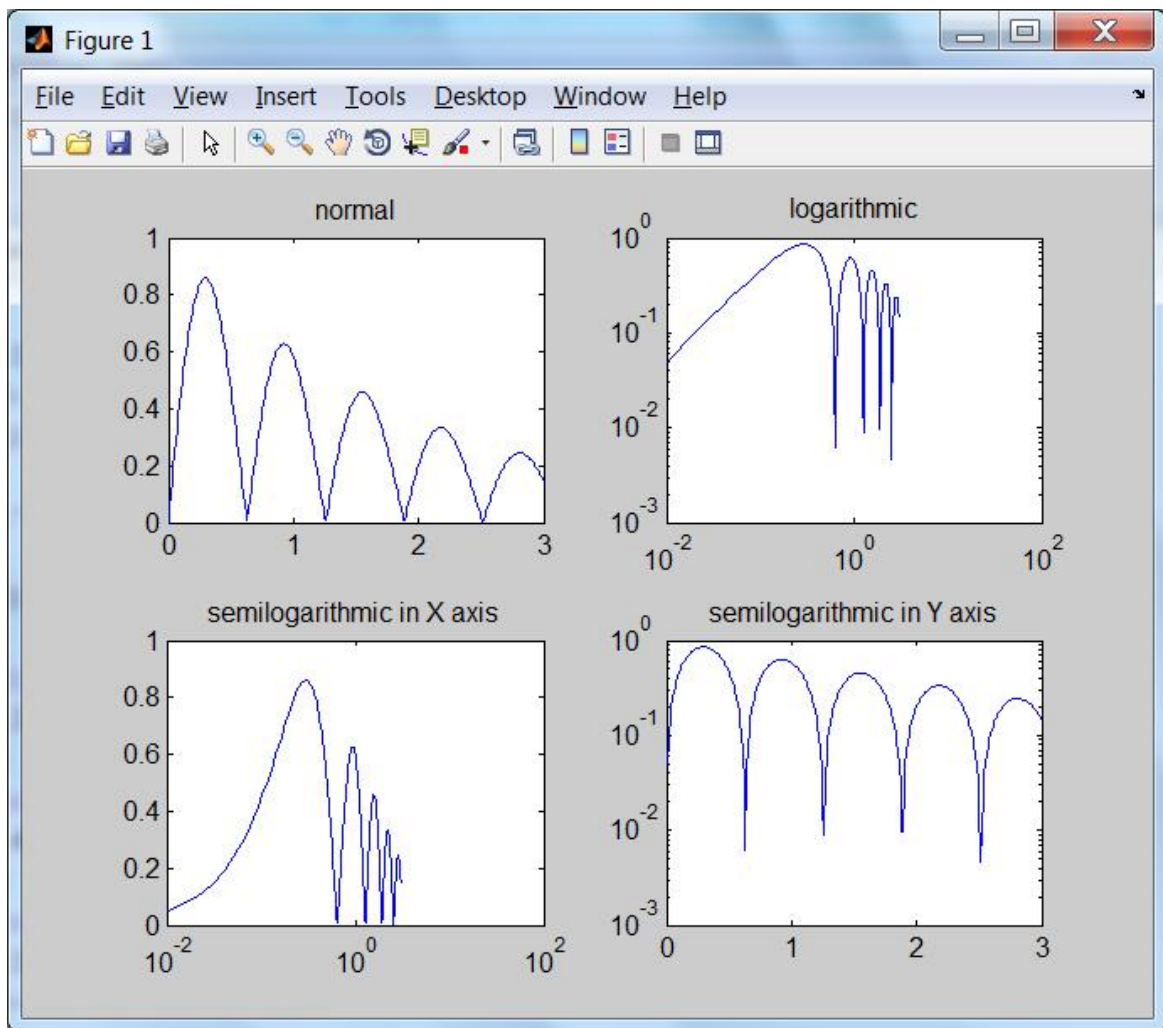 Figure 1
File Edit View Insert Tools Desktop Window Help
normal
1
0.8
0.6
0.4
0.2
0
0 1 2 3
logarithmic
10^0
10^-1
10^-2
10^-3
10^-2 10^0 10^2
semilogarithmic in X axis
1
0.8
0.6
0.4
0.2
0
10^-2 10^0 10^2
semilogarithmic in Y axis
10^0
10^-1
10^-2
10^-3
0 1 2 3